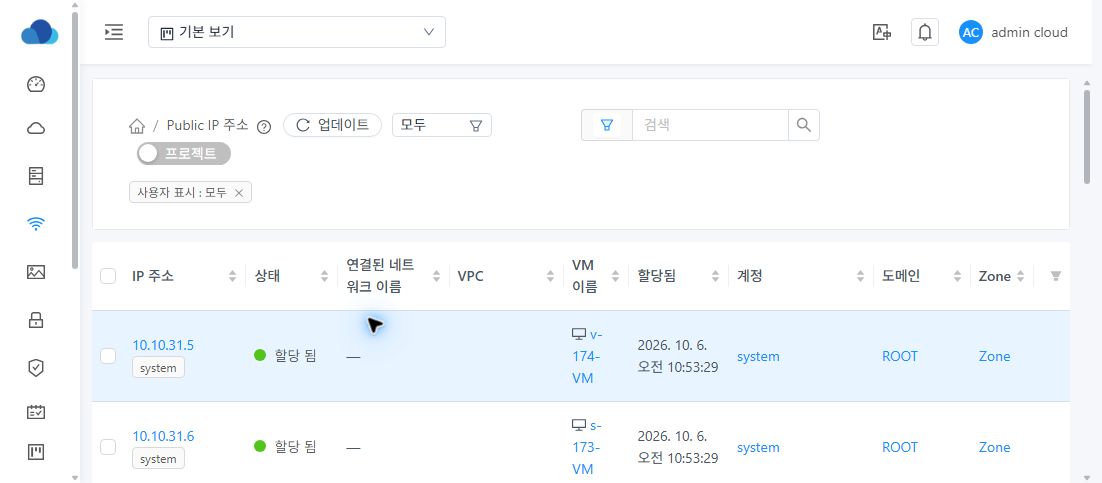 기본 보기
AC admin cloud
/ Public IP 주소 업데이트 모두 검색
프로젝트
사용자 표시 : 모두
IP 주소 상태 연결된 네트워크 이름 VPC VM 이름 할당됨 계정 도메인 Zone
10.10.31.5
system
할당 됨
—
v-174-VM
2026. 10. 6. 오전 10:53:29
system
ROOT
Zone
10.10.31.6
system
할당 됨
—
s-173-VM
2026. 10. 6. 오전 10:53:29
system
ROOT
Zone